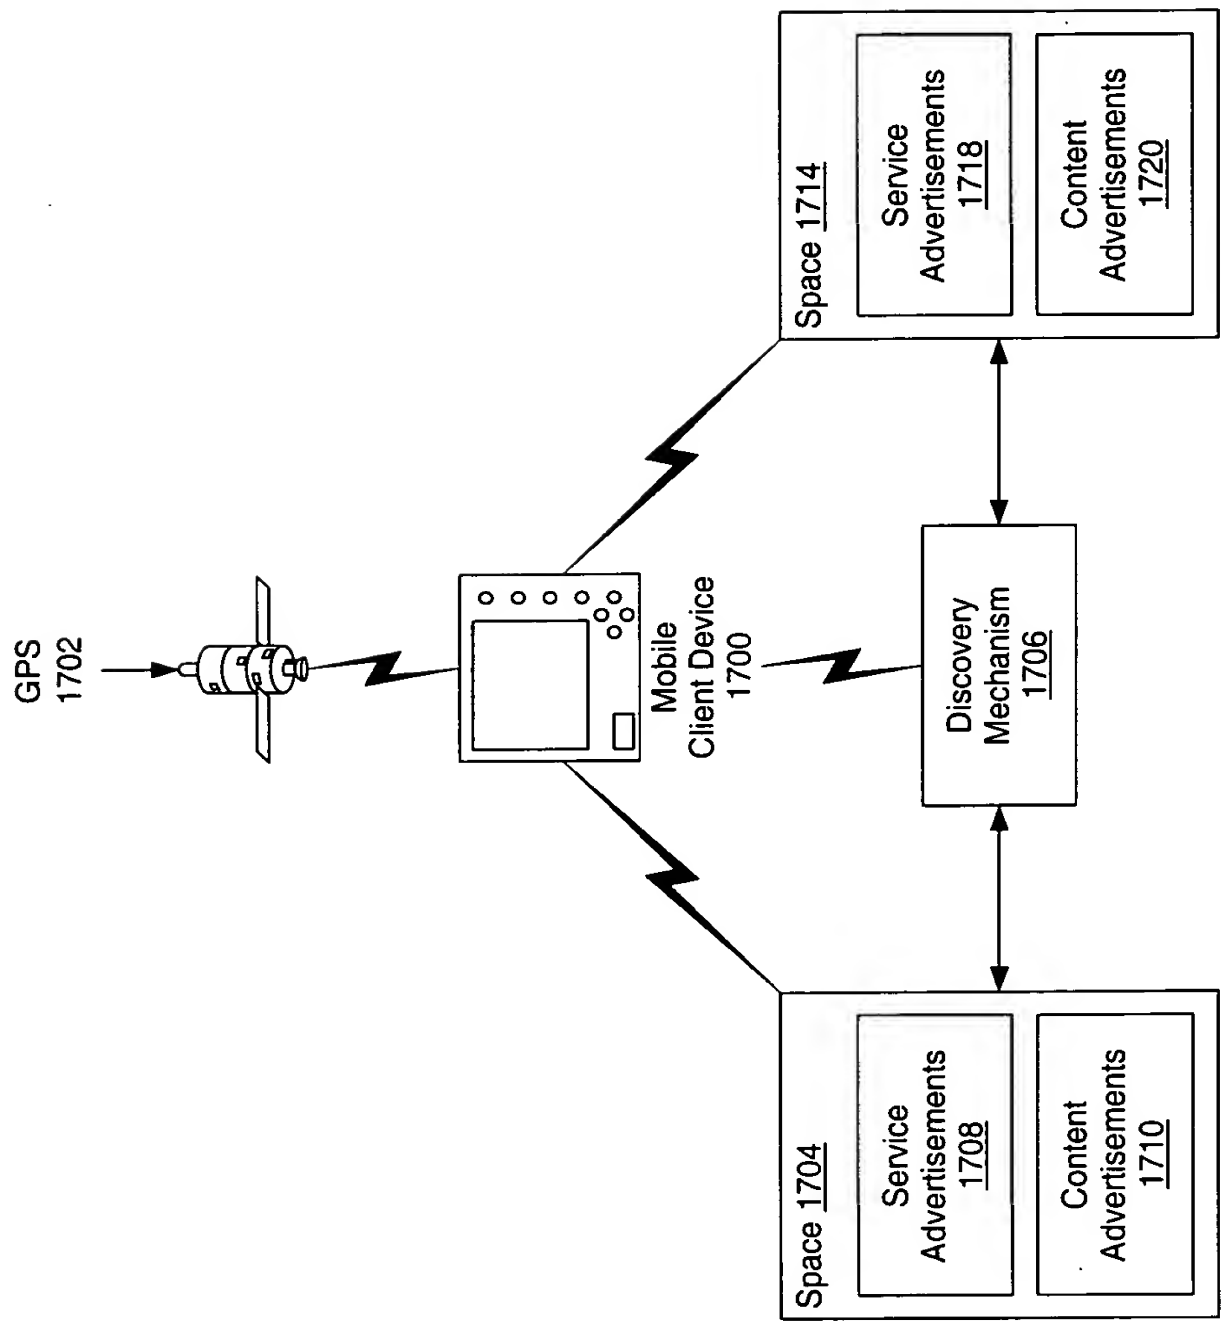 GPS
1702
Mobile
Client Device
1700
Discovery
Mechanism
1706
Space 1704
Service
Advertisements
1708
Content
Advertisements
1710
Space 1714
Service
Advertisements
1718
Content
Advertisements
1720